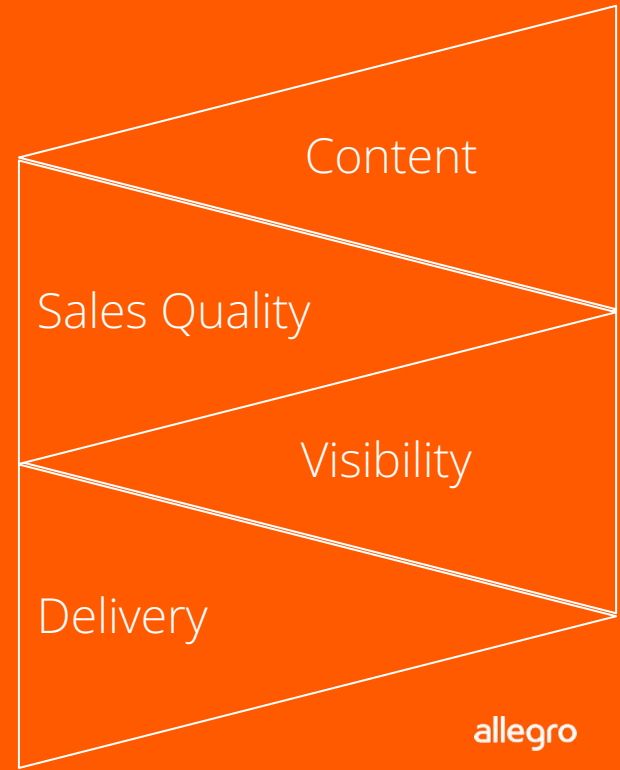 Content
Sales Quality
Visibility
Delivery
allegro